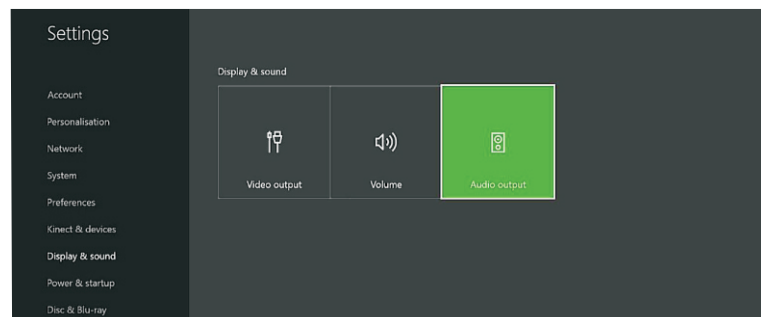 Settings
Account
Personalisation
Network
System
Preferences
Kinect & devices
Display & sound
Power & startup
Disc & Blu-ray
Display & sound
Video output
Volume
Audio output